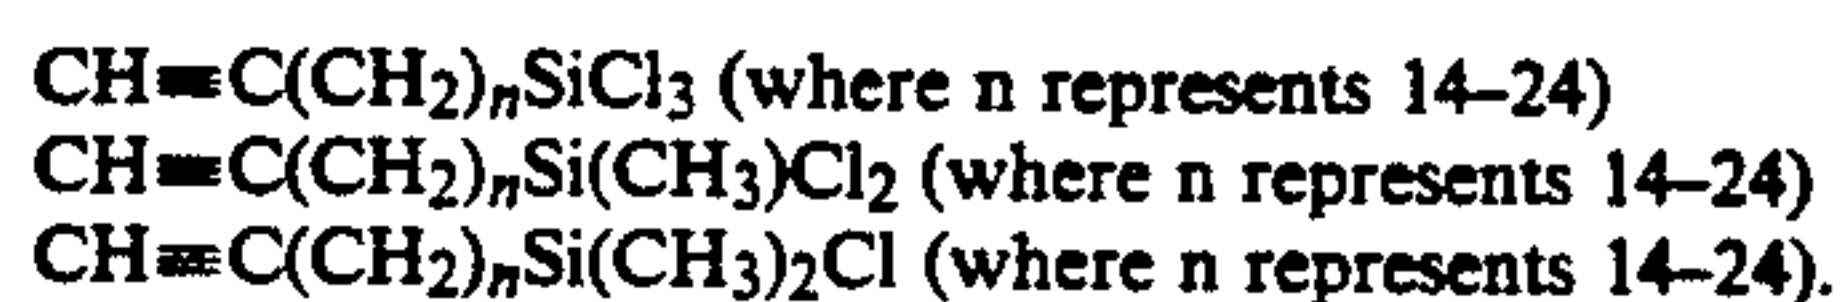 CH≡C(CH₂)ₙSiCl₃ (where n represents 14–24)
CH≡C(CH₂)ₙSi(CH₃)Cl₂ (where n represents 14–24)
CH≡C(CH₂)ₙSi(CH₃)₂Cl (where n represents 14–24).